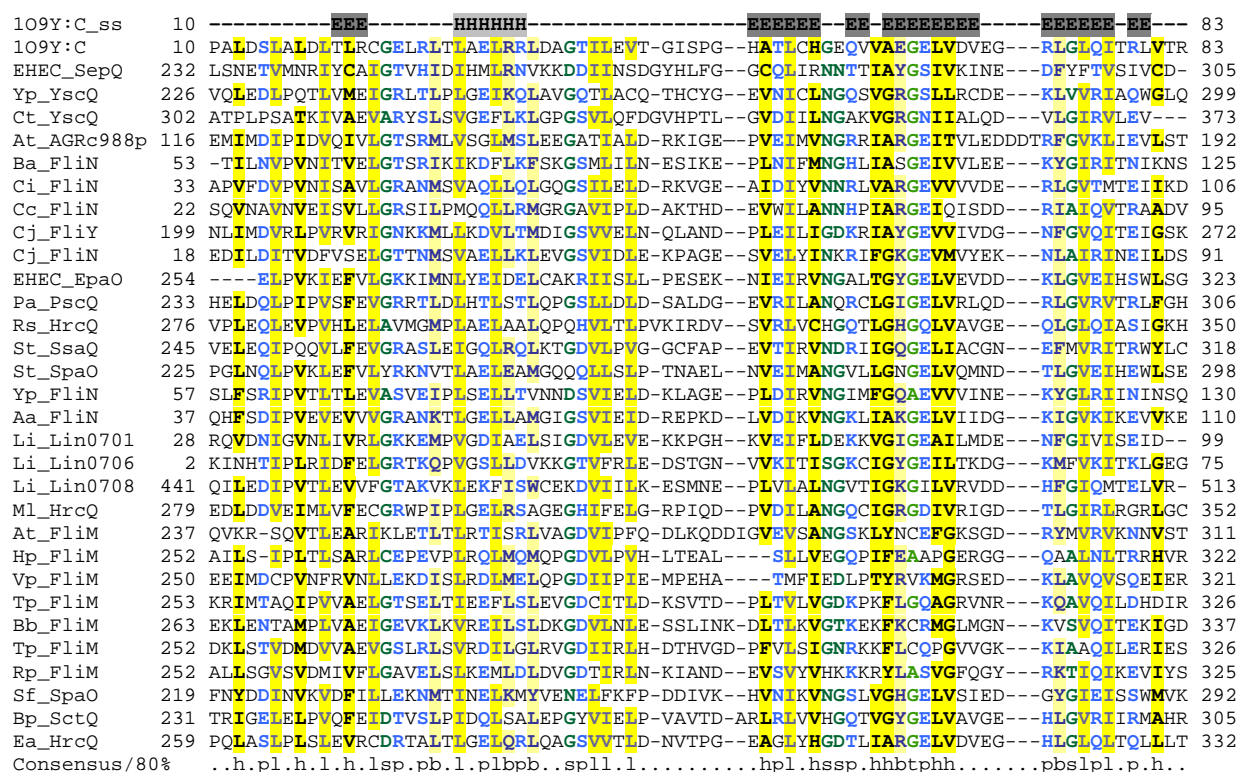 1O9Y:C_ss 10 ----------EEE-------HHHHHH------------------EEEEEE--EE-EEEEEEEE-------EEEEEE-EE--- 83
1O9Y:C 10 PALDSLALDLTLRCGELRLTLAELRRLDAGTILEVT-GISPG--HATLCHGEQVVAEGELVDVEG---RLGLQITRLVTR 83
EHEC_SepQ 232 LSNETVMNRIYCAIGTVHIDIHMLRNVKKDDIINSDGYHLFG--GCQLIRNNTTIAYGSIVKINE---DFYFTVSIVCD- 305
Yp_YscQ 226 VQLEDLPQTLVMEIGRLTLPLGEIKQLAVGQTLACQ-THCYG--EVNICLNGQSVGRGSLLRCDE---KLVVRIAQWGLQ 299
Ct_YscQ 302 ATPLPSATKIVAEVARYSLSVGEFLKLGPGSVLQFDGVHPTL--GVDIILNGAKVGRGNIIALQD---VLGIRVLEV--- 373
At_AGRc988p 116 EMIMDIPIDVQIVLGTSRMLVSGLMSLEEGATIALD-RKIGE--PVEIMVNGRRIARGEITVLEDDDTRFGVKLIEVLST 192
Ba_FliN 53 -TILNVPVNITVELGTSRIKIKDFLKFSKGSMLILN-ESIKE--PLNIFMNGHLIASGEIVVLEE---KYGIRITNIKNS 125
Ci_FliN 33 APVFDVPVNISAVLGRANMSVAQLLQLGQGSILELD-RKVGE--AIDIYVNNRLVARGEVVVVDE---RLGVTMTEIIKD 106
Cc_FliN 22 SQVNAVNVEISVLLGRSILPMQQLLRMGRGAVIPLD-AKTHD--EVWILANNHPIARGEIQISDD---RIAIQVTRAADV 95
Cj_FliY 199 NLIMDVRLPVRVRIGNKKMLLKDVLTMDIGSVVELN-QLAND--PLEILIGDKRIAYGEVVIVDG---NFGVQITEIGSK 272
Cj_FliN 18 EDILDITVDFVSELGTTNMSVAELLKLEVGSVIDLE-KPAGE--SVELYINKRIFGKGEVMVYEK---NLAIRINEILDS 91
EHEC_EpaO 254 ----ELPVKIEFVLGKKIMNLYEIDELCAKRIISLL-PESEK--NIEIRVNGALTGYGELVEVDD---KLGVEIHSWLSG 323
Pa_PscQ 233 HELDQLPIPVSFEVGRRTLDLHTLSTLQPGSLLDLD-SALDG--EVRILANQRCLGIGELVRLQD---RLGVRVTRLFGH 306
Rs_HrcQ 276 VPLEQLEVPVHLELAVMGMPLAELAALQPQHVLTLPVKIRDV--SVRLVCHGQTLGHGQLVAVGE---QLGLQIASIGKH 350
St_SsaQ 245 VELEQIPQQVLFEVGRASLEIGQLRQLKTGDVLPVG-GCFAP--EVTIRVNDRIIGQGELIACGN---EFMVRITRWYLC 318
St_SpaO 225 PGLNQLPVKLEFVLYRKNVTLAELEAMGQQQLLSLP-TNAEL--NVEIMANGVLLGNGELVQMND---TLGVEIHEWLSE 298
Yp_FliN 57 SLFSRIPVTLTLEVASVEIPLSELLTVNNDSVIELD-KLAGE--PLDIRVNGIMFGQAEVVVINE---KYGLRIINISNQ 130
Aa_FliN 37 QHFSDIPVEVEVVVGRANKTLGELLAMGIGSVIEID-REPKD--LVDIKVNGKLIAKGELVIIDG---KIGVIIKEVVKE 110
Li_Lin0701 28 RQVDNIGVNLIVRLGKKEMPVGDIAELSIGDVLEVE-KKPGH--KVEIFLDEKKVGIGEAILMDE---NFGIVISEID-- 99
Li_Lin0706 2 KINHTIPLRIDFELGRTKQPVGSLLDVKKGTVFRLE-DSTGN--VVKITISGKCIGYGEILTKDG---KMFVKITKLGEG 75
Li_Lin0708 441 QILEDIPVTLEVVFGTAKVKLEKFISWCEKDVIILK-ESMNE--PLVLALNGVTIGKGEILVRDD---HFGIQMTELVR- 513
Ml_HrcQ 279 EDLDDVEIMLVFECGRWPIPLGELRSAGEGHIFELG-RPIQD--PVDILANGQCIGRGDIVRIGD---TLGIRLRGRLGC 352
At_FliM 237 QVKR-SQVTLEARIKLETLTLRTISRLVAGDVIPFQ-DLKQDDIGVEVSANGSKLYNCEFGKSGD---RYMVRVKNNVST 311
Hp_FliM 252 AILS-IPLTLSARLCEPEVPLRQLMQMQPGDVLPVH-LTEAL----SLLVEGQPIFEAAPGERGG---QAALNLTRRHVR 322
Vp_FliM 250 EEIMDCPVNFRVNLLEKDISLRDLMELQPGDIIPIE-MPEHA----TMFIEDLPTYRVKMGRSED---KLAVQVSQEIER 321
Tp_FliM 253 KRIMTAQIPVVAELGTSELTIEEFLSLEVGDCITLD-KSVTD--PLTVLVGDKPKFLGQAGRVNR---KQAVQILDHDIR 326
Bb_FliM 263 EKLENTAMPLVAEIGEVKLKVREILSLDKGDVLNLE-SSLINK-DLTVKVGTKEKFKCRMGLMGN---KVSVQITEKIGD 337
Tp_FliM 252 DKLSTVDMDVVAEVGSLRLSVRDILGLRVGDIIRLH-DTHVGD-PFVLSIGNRKKFLCQPGVVGK---KIAAQILERIES 326
Rp_FliM 252 ALLSGVSVDMIVFLGAVELSLKEMLDLDVGDTIRLN-KIAND--EVSVYVHKKKRYLASVGFQGY---RKTIQIKEVIYS 325
Sf_SpaO 219 FNYDDINVKVDFILLEKNMTINELKMYVENELFKFP-DDIVK--HVNIKVNGSLVGHGELVSIED---GYGIEISSWMVK 292
Bp_SctQ 231 TRIGELELPVQFEIDTVSLPIDQLSALEPGYVIELP-VAVTD-ARLRLVVHGQTVGYGELVAVGE---HLGVRIIRMAHR 305
Ea_HrcQ 259 PQLASLPLSLEVRCDRTALTLGELQRLQAGSVVTLD-NVTPG--EAGLYHGDTLIARGELVDVEG---HLGLQLTQLLLT 332
Consensus/80% ..h.pl.h.l.h.lsp.pb.l.plbpb..spll.l.........hpl.hssp.hhbtphh.......pbslpl.p.h..